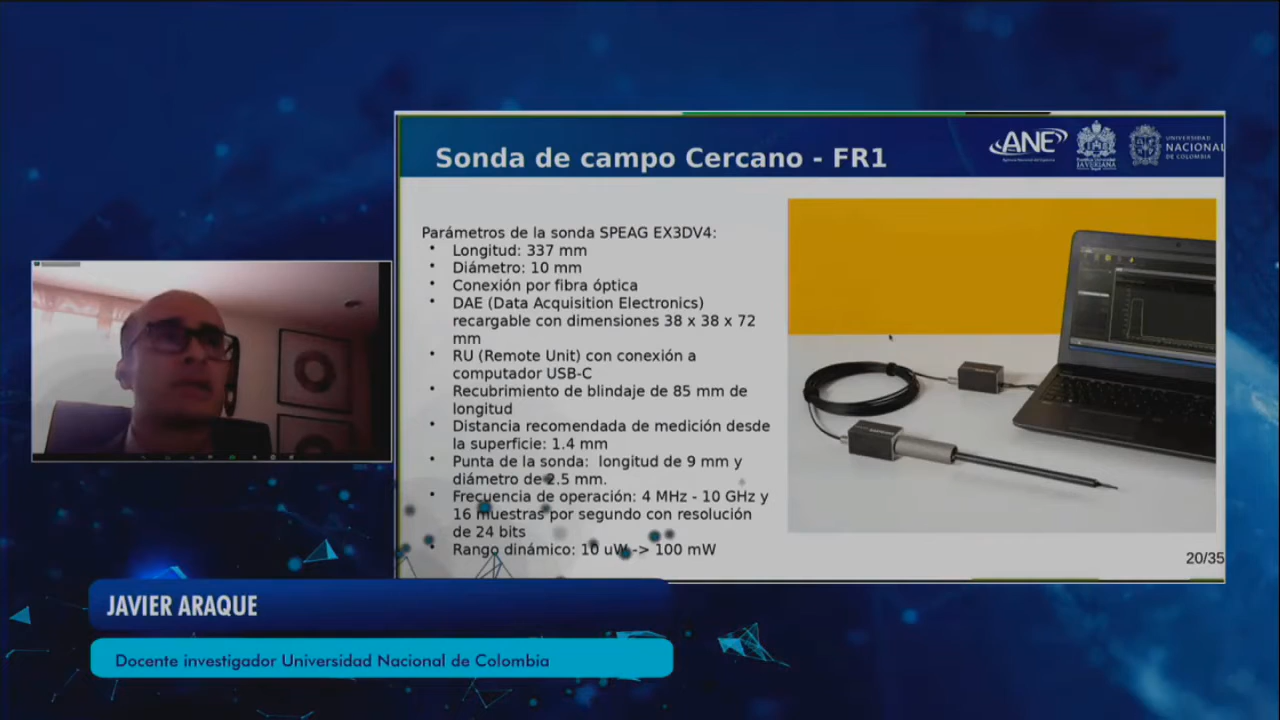 Sonda de campo Cercano - FR1
ANE
UNIVERSIDAD
NACIONAL
DE COLOMBIA
Parámetros de la sonda SPEAG EX3DV4:
• Longitud: 337 mm
• Diámetro: 10 mm
• Conexión por fibra óptica
• DAE (Data Acquisition Electronics)
recargable con dimensiones 38 x 38 x 72
mm
• RU (Remote Unit) con conexión a
computador USB-C
• Recubrimiento de blindaje de 85 mm de
longitud
• Distancia recomendada de medición desde
la superficie: 1.4 mm
• Punta de la sonda: longitud de 9 mm y
diámetro de 2.5 mm.
• Frecuencia de operación: 4 MHz - 10 GHz y
16 muestras por segundo con resolución
de 24 bits
• Rango dinámico: 10 uW -> 100 mW
20/35
JAVIER ARAQUE
Docente investigador Universidad Nacional de Colombia